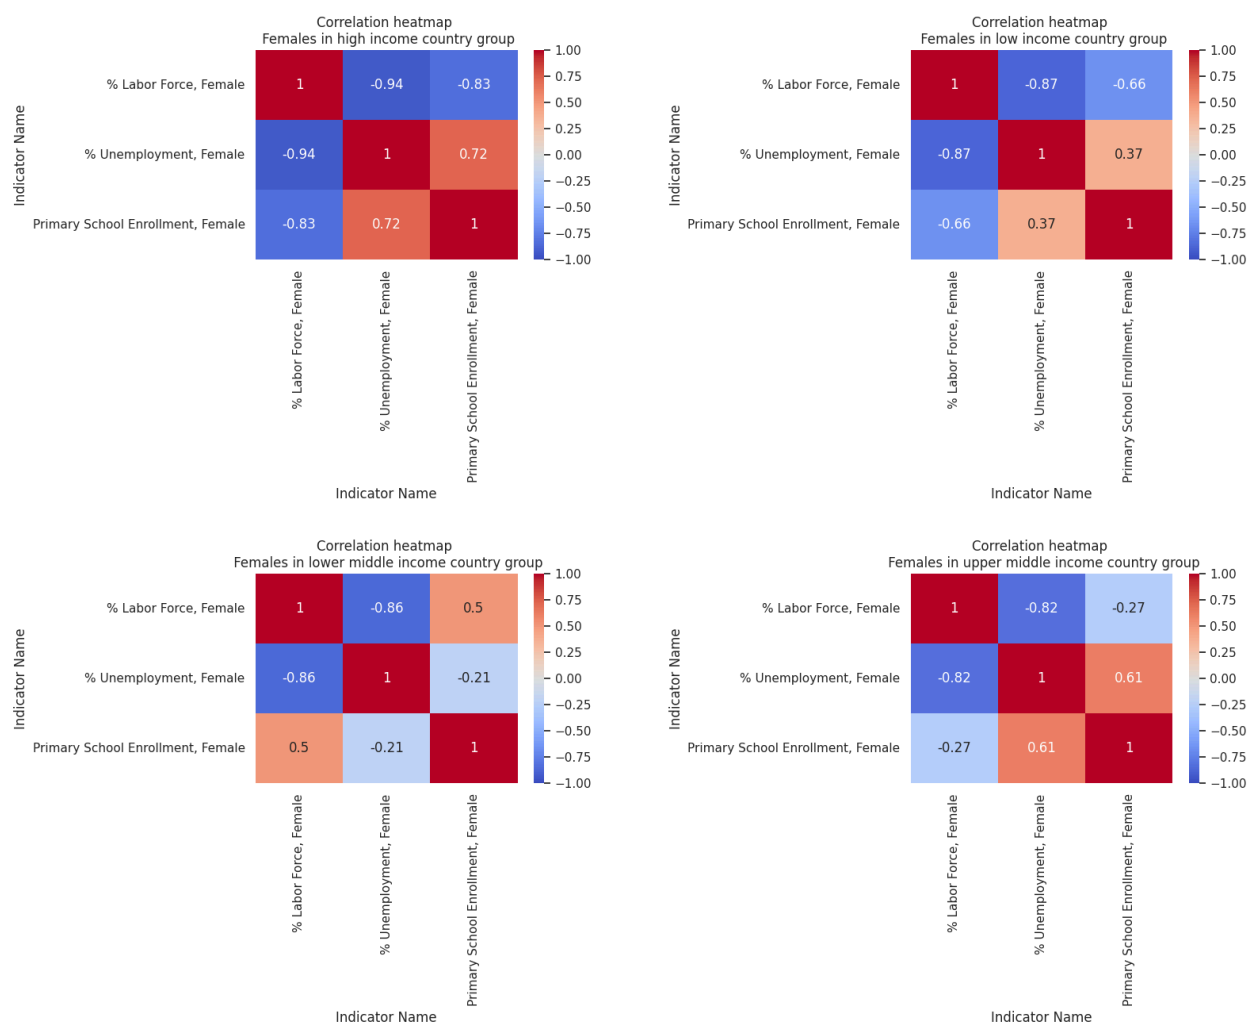 Correlation heatmap
Females in high income country group
Indicator Name
% Labor Force, Female
1
-0.94
-0.83
% Unemployment, Female
-0.94
1
0.72
Primary School Enrollment, Female
-0.83
0.72
1
% Labor Force, Female
% Unemployment, Female
Primary School Enrollment, Female
Indicator Name
1.00
0.75
0.50
0.25
0.00
−0.25
−0.50
−0.75
−1.00
Correlation heatmap
Females in low income country group
Indicator Name
% Labor Force, Female
1
-0.87
-0.66
% Unemployment, Female
-0.87
1
0.37
Primary School Enrollment, Female
-0.66
0.37
1
% Labor Force, Female
% Unemployment, Female
Primary School Enrollment, Female
Indicator Name
1.00
0.75
0.50
0.25
0.00
−0.25
−0.50
−0.75
−1.00
Correlation heatmap
Females in lower middle income country group
Indicator Name
% Labor Force, Female
1
-0.86
0.5
% Unemployment, Female
-0.86
1
-0.21
Primary School Enrollment, Female
0.5
-0.21
1
% Labor Force, Female
% Unemployment, Female
Primary School Enrollment, Female
Indicator Name
1.00
0.75
0.50
0.25
0.00
−0.25
−0.50
−0.75
−1.00
Correlation heatmap
Females in upper middle income country group
Indicator Name
% Labor Force, Female
1
-0.82
-0.27
% Unemployment, Female
-0.82
1
0.61
Primary School Enrollment, Female
-0.27
0.61
1
% Labor Force, Female
% Unemployment, Female
Primary School Enrollment, Female
Indicator Name
1.00
0.75
0.50
0.25
0.00
−0.25
−0.50
−0.75
−1.00